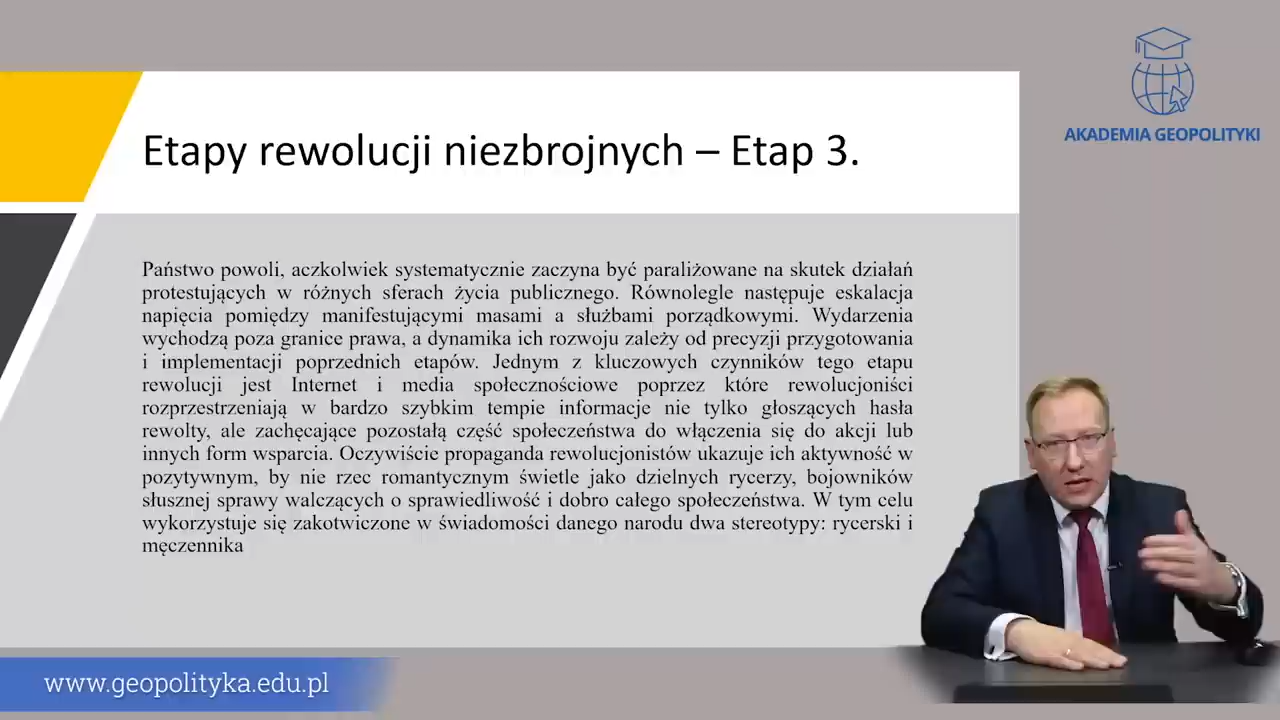 Etapy rewolucji niezbrojnych – Etap 3.
AKADEMIA GEOPOLITYKI
Państwo powoli, aczkolwiek systematycznie zaczyna być paraliżowane na skutek działań
protestujących w różnych sferach życia publicznego. Równolegle następuje eskalacja
napięcia pomiędzy manifestującymi masami a służbami porządkowymi. Wydarzenia
wychodzą poza granice prawa, a dynamika ich rozwoju zależy od precyzji przygotowania
i implementacji poprzednich etapów. Jednym z kluczowych czynników tego etapu
rewolucji jest Internet i media społecznościowe poprzez które rewolucjoniści
rozprzestrzeniają w bardzo szybkim tempie informacje nie tylko głoszących hasła
rewolty, ale zachęcające pozostałą część społeczeństwa do włączenia się do akcji lub
innych form wsparcia. Oczywiście propaganda rewolucjonistów ukazuje ich aktywność w
pozytywnym, by nie rzec romantycznym świetle jako dzielnych rycerzy, bojowników
słusznej sprawy walczących o sprawiedliwość i dobro całego społeczeństwa. W tym celu
wykorzystuje się zakotwiczone w świadomości danego narodu dwa stereotypy: rycerski i
męczennika
www.geopolityka.edu.pl